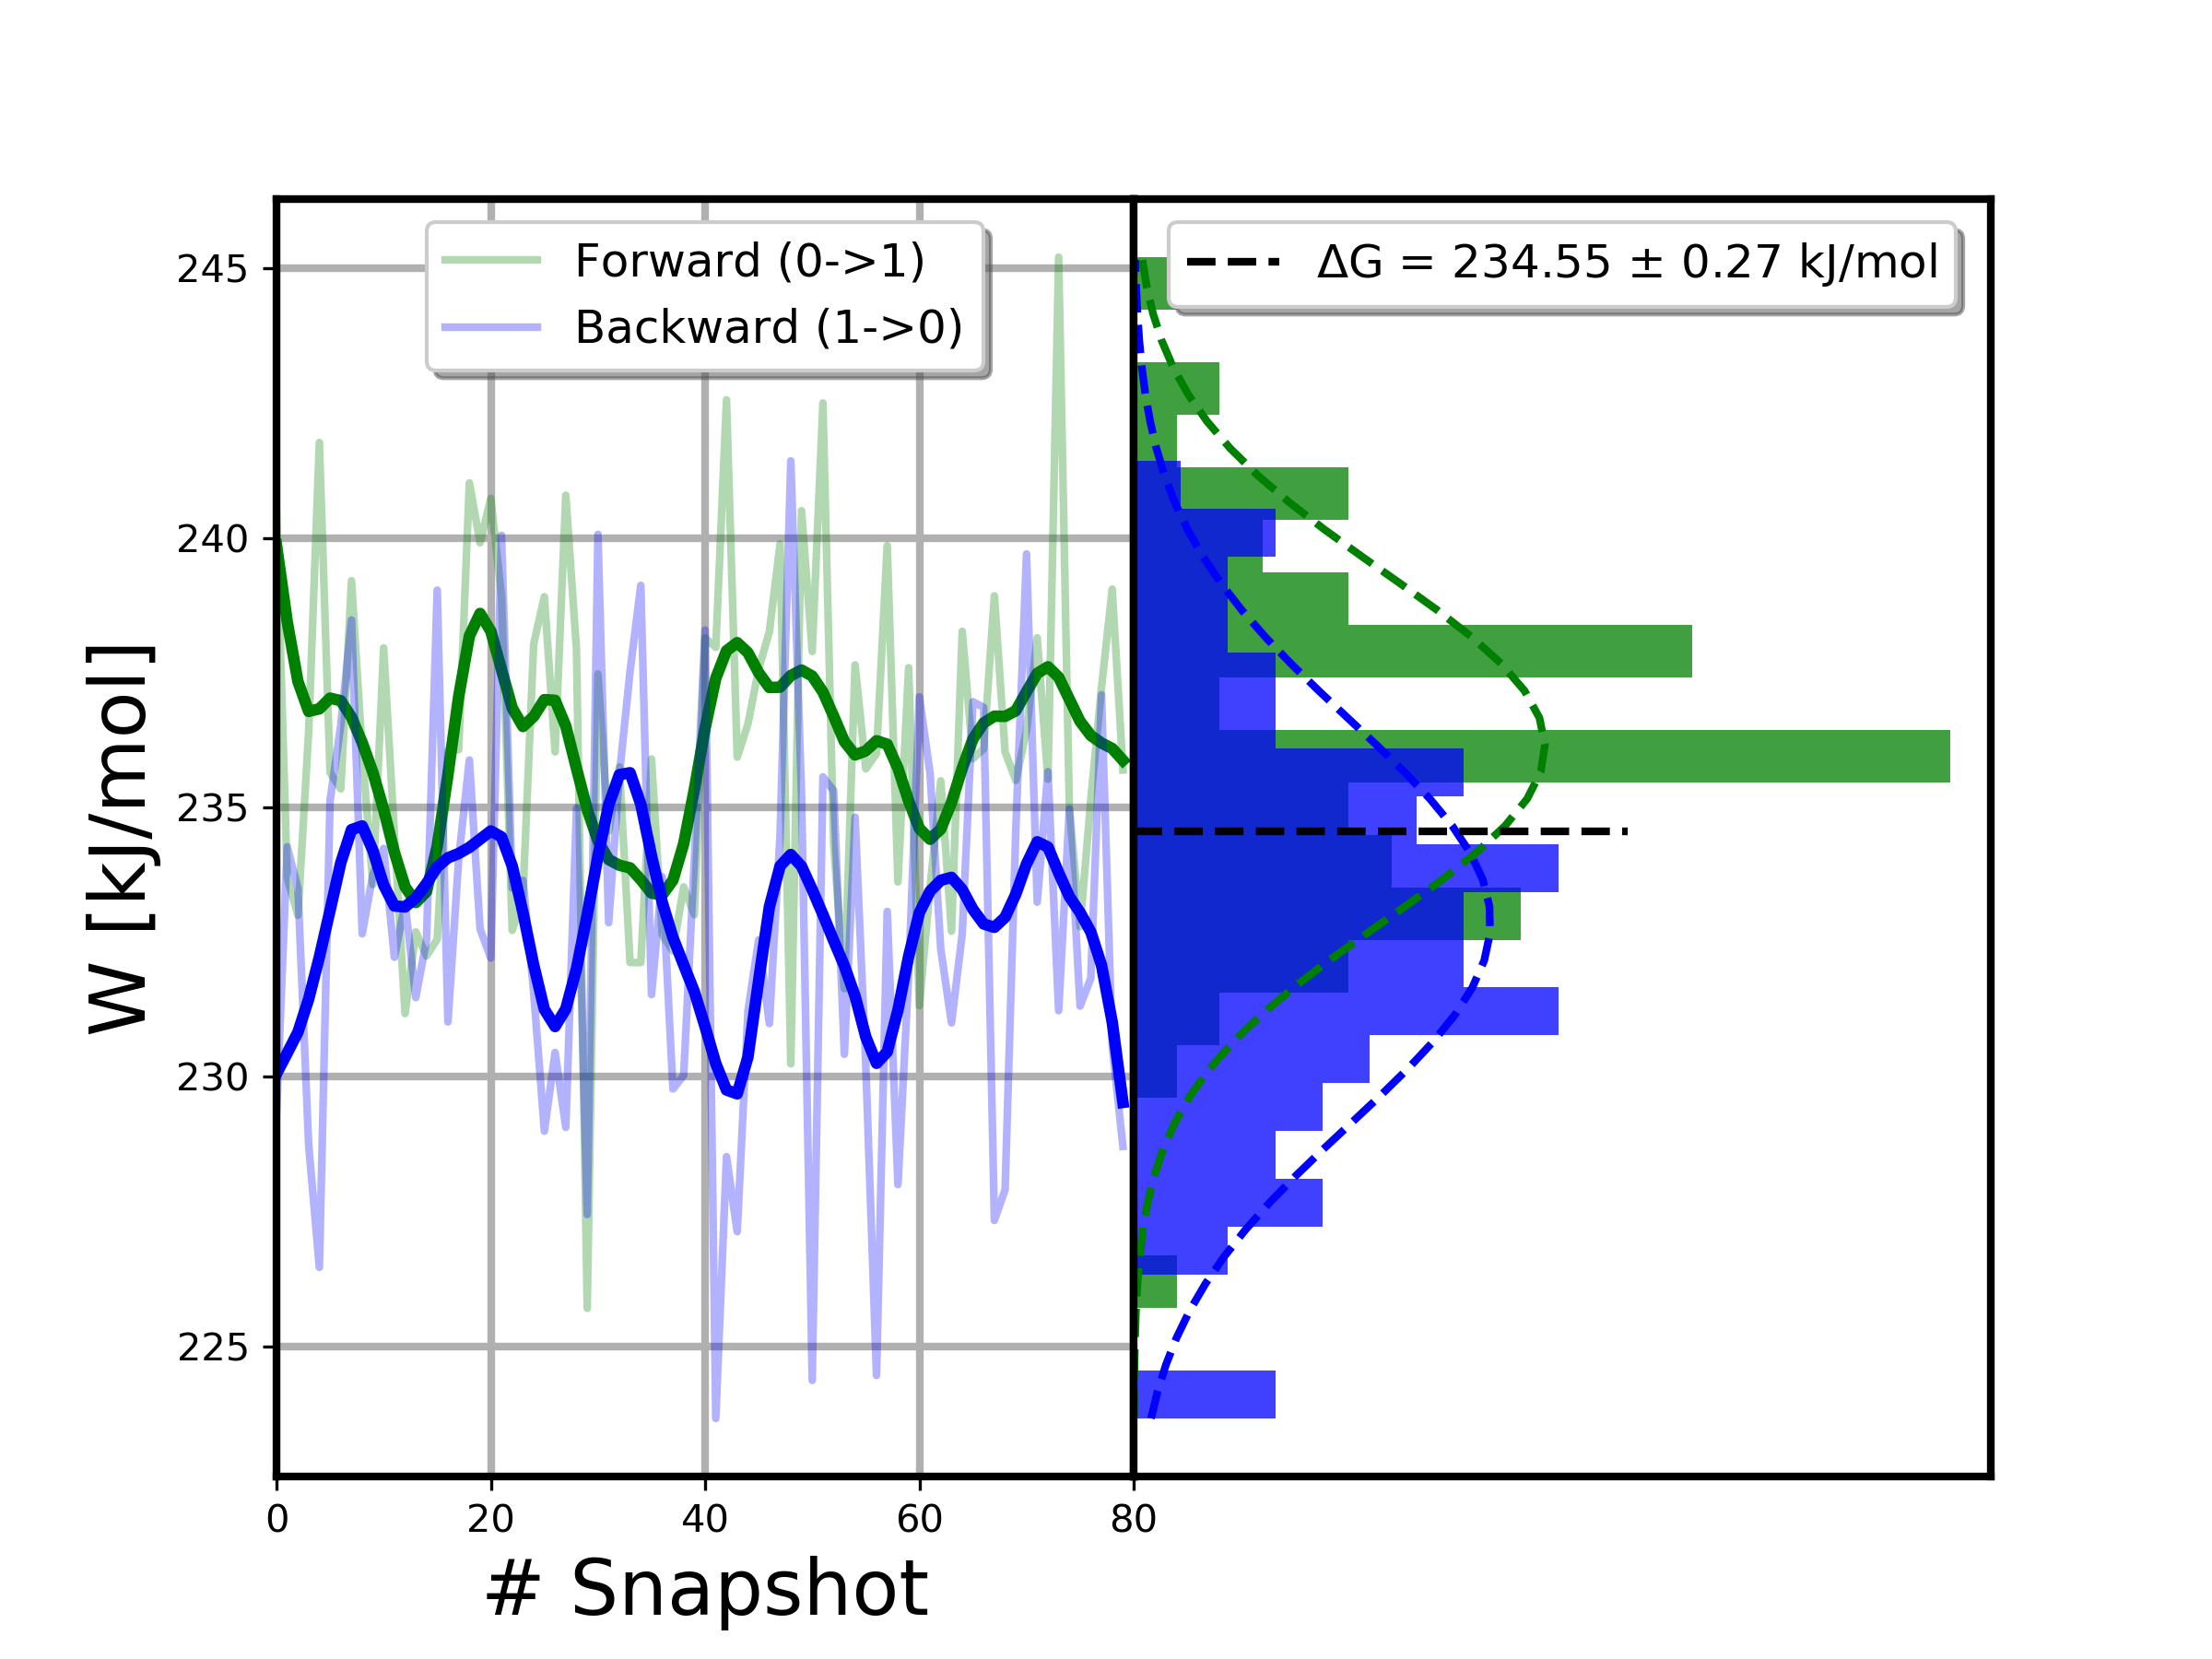 Forward (0->1)
Backward (1->0)
ΔG = 234.55 ± 0.27 kJ/mol
W [kJ/mol]
245
240
235
230
225
0 20 40 60 80
# Snapshot